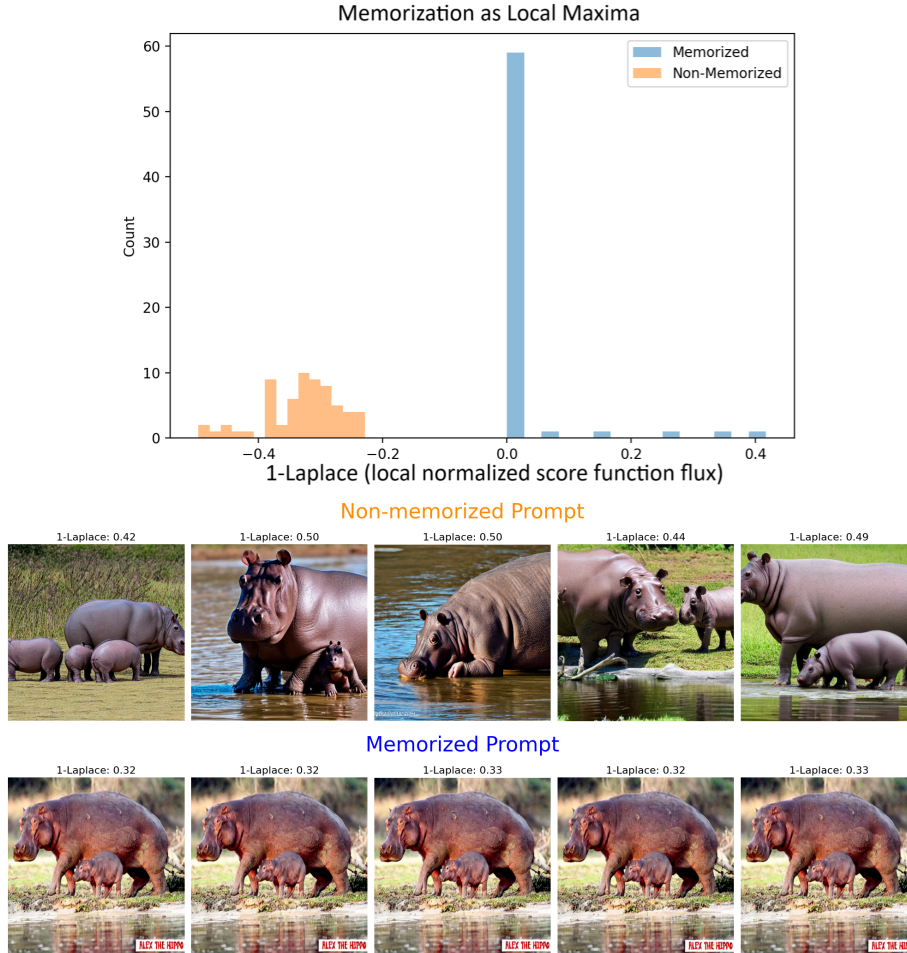 Memorization as Local Maxima
Memorized
Non-Memorized
Count
60
50
40
30
20
10
0
−0.4 −0.2 0.0 0.2 0.4
1-Laplace (local normalized score function flux)
Non-memorized Prompt
1-Laplace: 0.42 1-Laplace: 0.50 1-Laplace: 0.50 1-Laplace: 0.44 1-Laplace: 0.49
Memorized Prompt
1-Laplace: 0.32 1-Laplace: 0.32 1-Laplace: 0.33 1-Laplace: 0.32 1-Laplace: 0.33
ALEX THE HIPPO ALEX THE HIPPO ALEX THE HIPPO ALEX THE HIPPO ALEX THE HIPPO